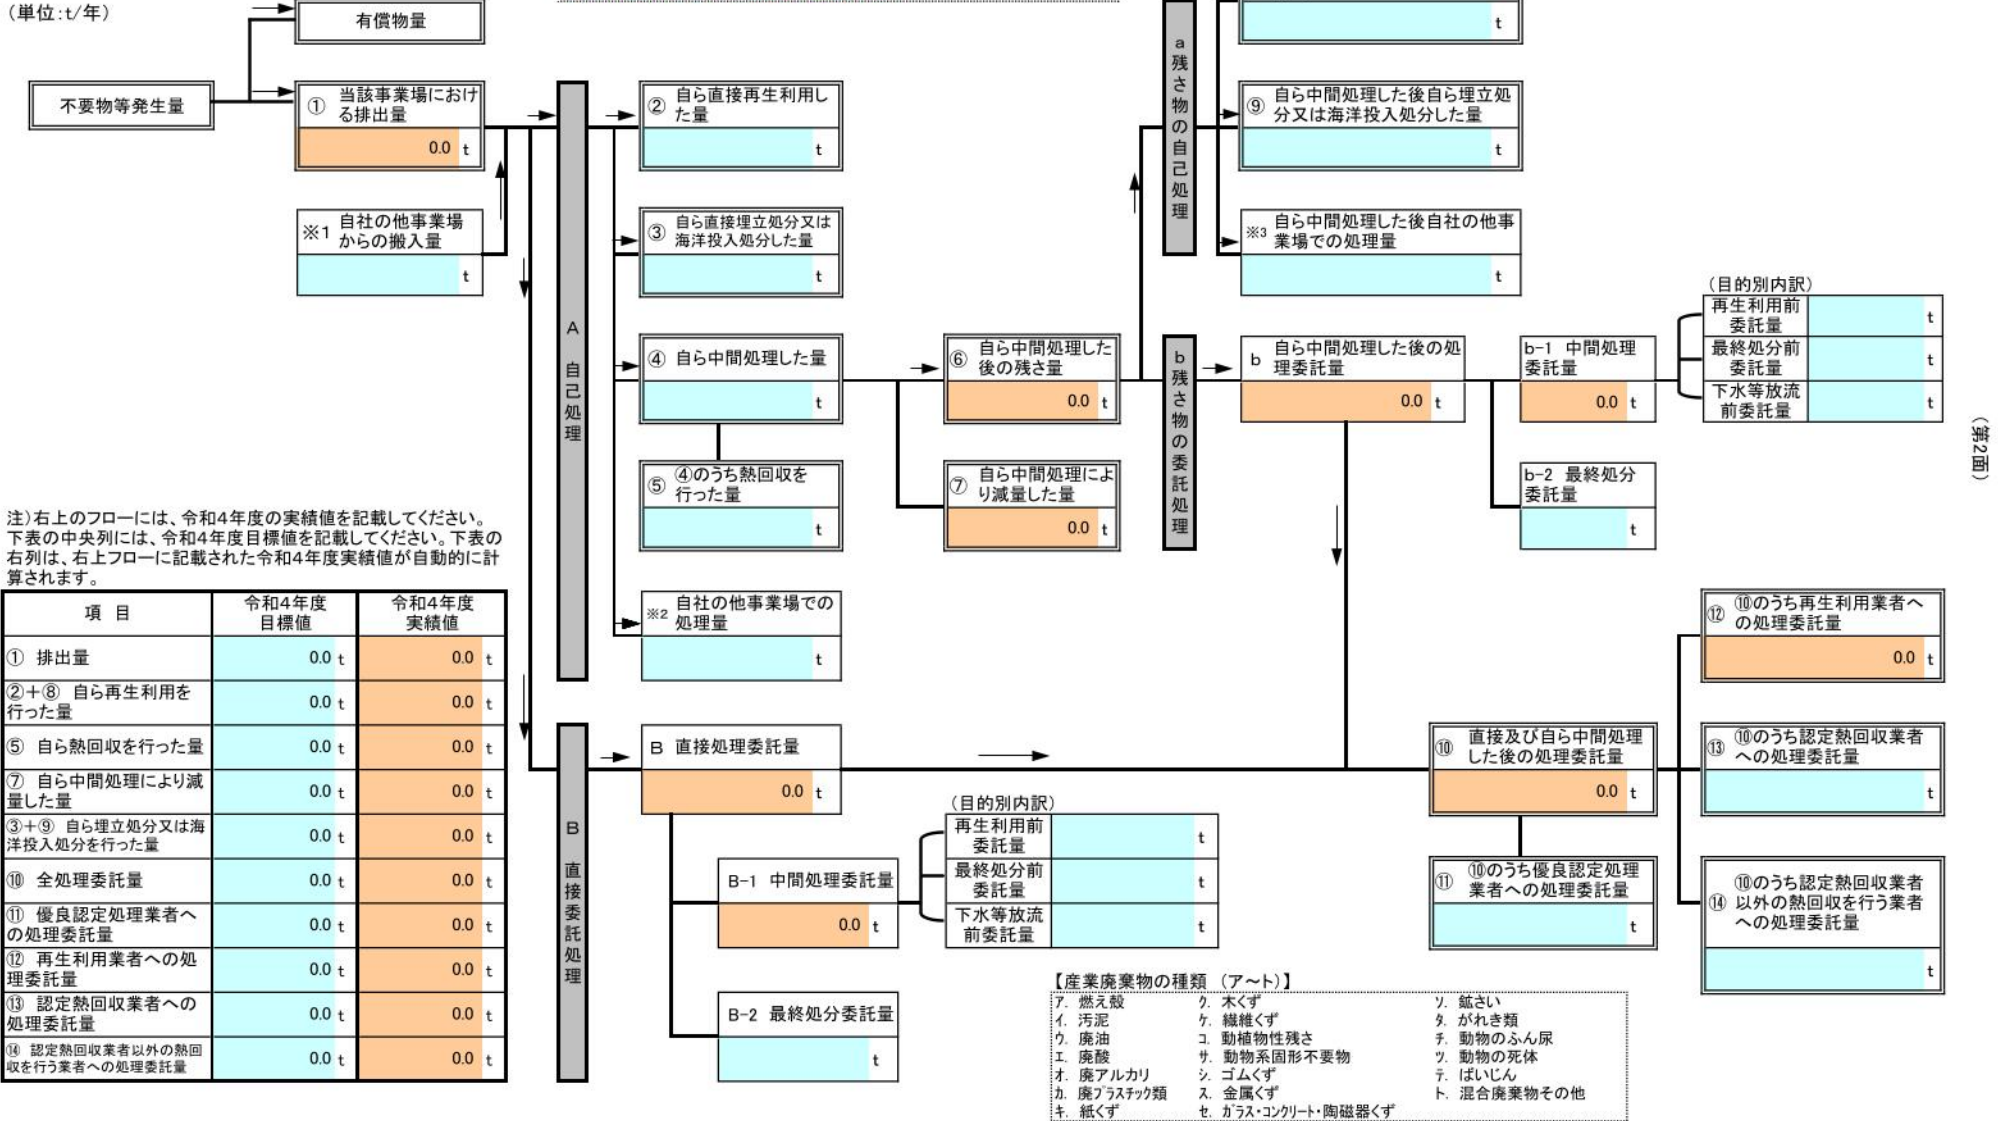 (単位:t/年)
有償物量
不要物等発生量
① 当該事業場におけ
る排出量
0.0 t
※1 自社の他事業場
からの搬入量
t
A 自己処理
② 自ら直接再生利用し
た量
t
③ 自ら直接埋立処分又は
海洋投入処分した量
t
④ 自ら中間処理した量
t
⑤ ④のうち熱回収を
行った量
t
※2 自社の他事業場での
処理量
t
⑥ 自ら中間処理した
後の残さ量
0.0 t
⑦ 自ら中間処理によ
り減量した量
0.0 t
a 残さ物の自己処理
t
⑨ 自ら中間処理した後自ら埋立処
分又は海洋投入処分した量
t
※3 自ら中間処理した後自社の他事
業場での処理量
t
b 残さ物の委託処理
b 自ら中間処理した後の処
理委託量
0.0 t
b-1 中間処理
委託量
0.0 t
(目的別内訳)
再生利用前
委託量
t
最終処分前
委託量
t
下水等放流
前委託量
t
b-2 最終処分
委託量
t
(第2面)
注)右上のフローには、令和4年度の実績値を記載してください。
下表の中央列には、令和4年度目標値を記載してください。下表の
右列は、右上フローに記載された令和4年度実績値が自動的に計
算されます。
項 目
令和4年度
目標値
令和4年度
実績値
① 排出量 0.0 t 0.0 t
②+⑧ 自ら再生利用を
行った量 0.0 t 0.0 t
⑤ 自ら熱回収を行った量 0.0 t 0.0 t
⑦ 自ら中間処理により減
量した量 0.0 t 0.0 t
③+⑨ 自ら埋立処分又は海
洋投入処分を行った量 0.0 t 0.0 t
⑩ 全処理委託量 0.0 t 0.0 t
⑪ 優良認定処理業者へ
の処理委託量 0.0 t 0.0 t
⑫ 再生利用業者への処
理委託量 0.0 t 0.0 t
⑬ 認定熱回収業者への
処理委託量 0.0 t 0.0 t
⑭ 認定熱回収業者以外の熱回
収を行う業者への処理委託量 0.0 t 0.0 t
B 直接委託処理
B 直接処理委託量
0.0 t
B-1 中間処理委託量
0.0 t
(目的別内訳)
再生利用前
委託量
t
最終処分前
委託量
t
下水等放流
前委託量
t
B-2 最終処分委託量
t
⑩ 直接及び自ら中間処理
した後の処理委託量
0.0 t
⑪ ⑩のうち優良認定処理
業者への処理委託量
t
⑫ ⑩のうち再生利用業者へ
の処理委託量
0.0 t
⑬ ⑩のうち認定熱回収業者
への処理委託量
t
⑭ ⑩のうち認定熱回収業者
以外の熱回収を行う業者
への処理委託量
t
【産業廃棄物の種類 (ア～ト)】
ア. 燃え殻 ク. 木くず ソ. 鉱さい
イ. 汚泥 ケ. 繊維くず タ. がれき類
ウ. 廃油 コ. 動植物性残さ チ. 動物のふん尿
エ. 廃酸 サ. 動物系固形不要物 ツ. 動物の死体
オ. 廃アルカリ シ. ゴムくず テ. ばいじん
カ. 廃プラスチック類 ス. 金属くず ト. 混合廃棄物その他
キ. 紙くず セ. ガラス・コンクリート・陶磁器くず